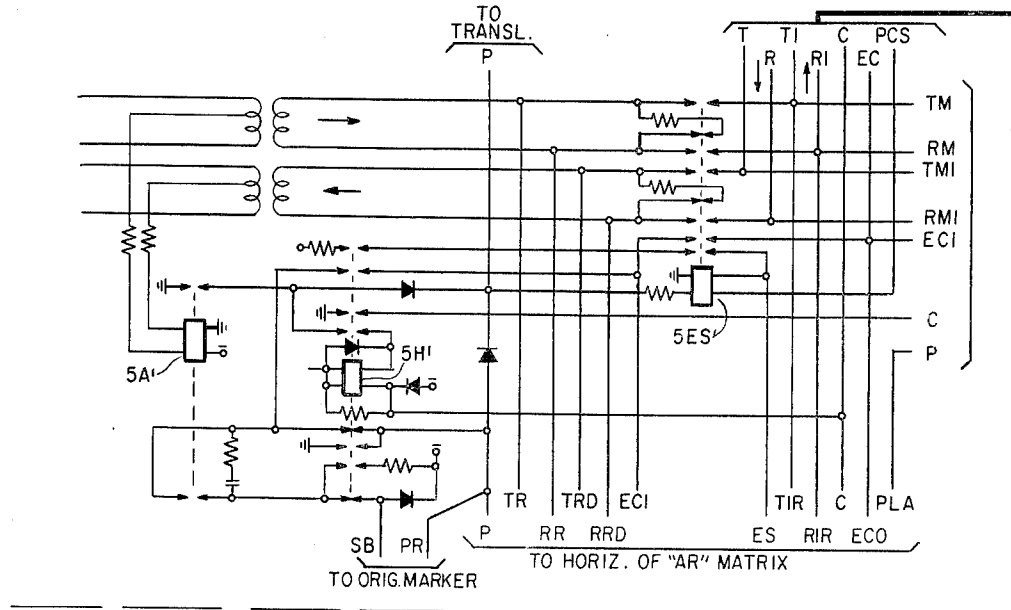 TO
TRANSL.
P
T TI C PCS
R RI EC
TM
RM
TMI
RMI
ECI
C
P
5A'
5H'
5ES'
TR TRD ECI TIR C PLA
P RR RRD ES RIR ECO
SB PR
TO HORIZ. OF "AR" MATRIX
TO ORIG.MARKER